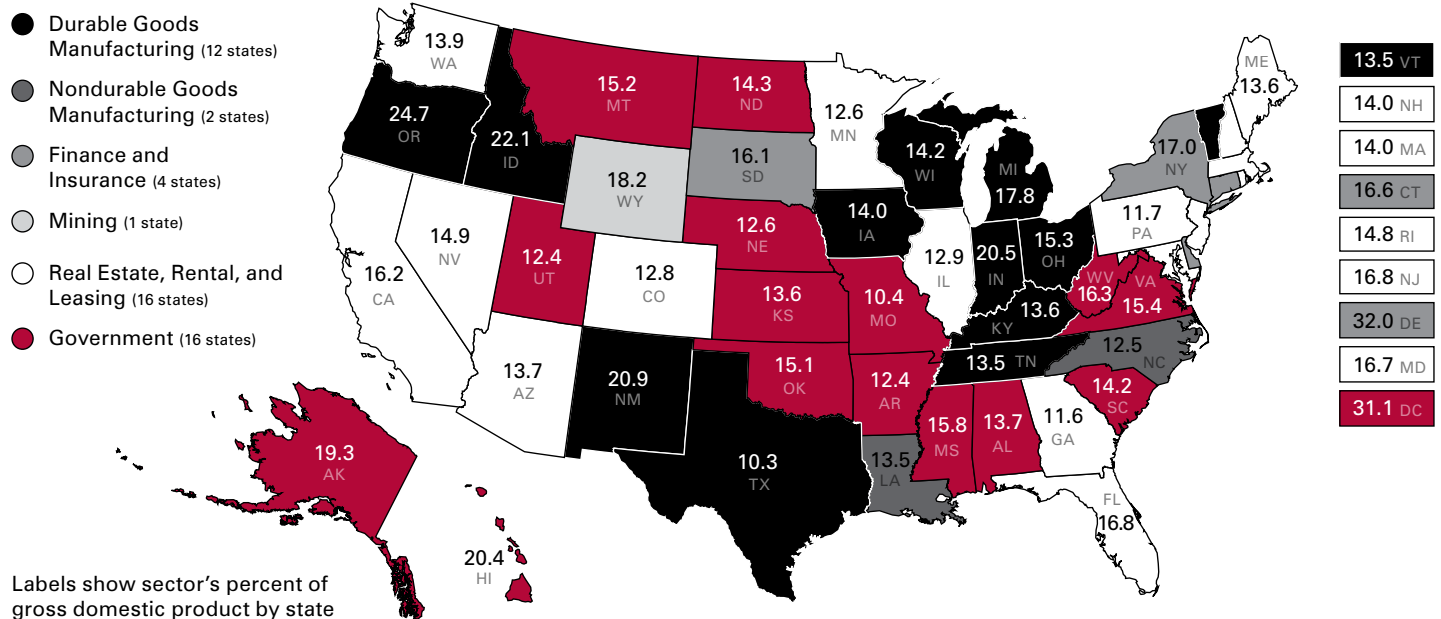 Durable Goods
Manufacturing (12 states)
Nondurable Goods
Manufacturing (2 states)
Finance and
Insurance (4 states)
Mining (1 state)
Real Estate, Rental, and
Leasing (16 states)
Government (16 states)
13.9
WA
24.7
OR
22.1
ID
15.2
MT
14.3
ND
12.6
MN
16.1
SD
18.2
WY
14.2
WI
MI
17.8
17.0
NY
ME
13.6
14.0
IA
12.6
NE
14.9
NV
16.2
CA
12.4
UT
12.8
CO
13.6
KS
10.4
MO
12.9
IL
20.5
IN
15.3
OH
11.7
PA
WV
16.3
VA
15.4
13.6
KY
13.5 TN
12.5
NC
13.7
AZ
20.9
NM
15.1
OK
12.4
AR
14.2
SC
15.8
MS
13.7
AL
11.6
GA
10.3
TX
13.5
LA
FL
16.8
19.3
AK
20.4
HI
13.5 VT
14.0 NH
14.0 MA
16.6 CT
14.8 RI
16.8 NJ
32.0 DE
16.7 MD
31.1 DC
Labels show sector’s percent of
gross domestic product by state